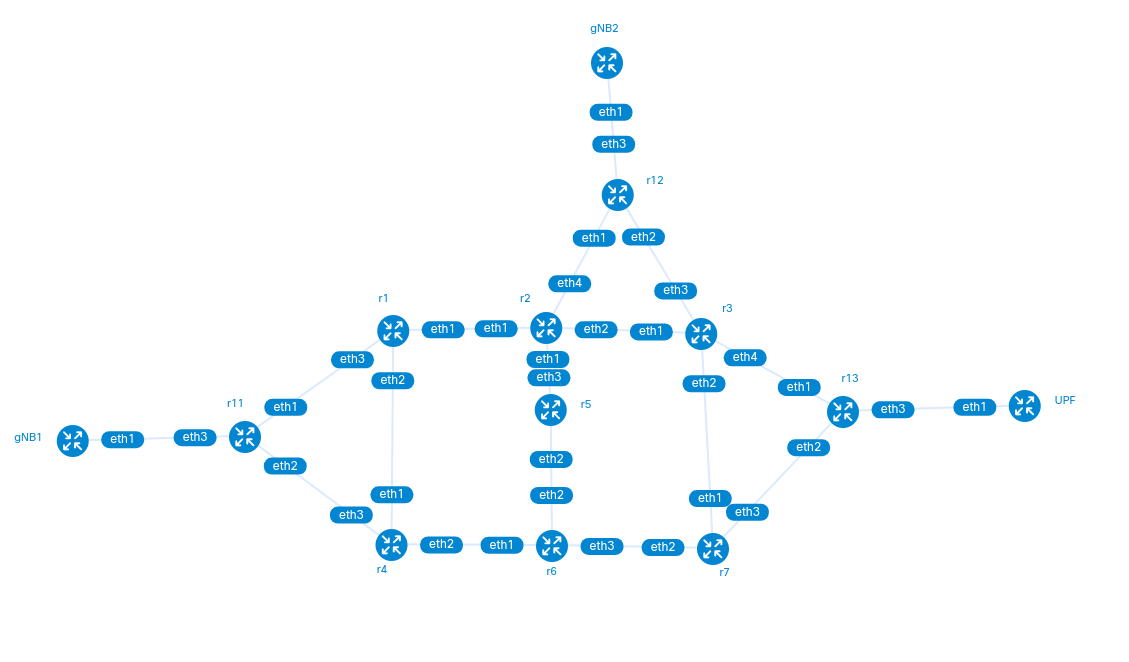 gNB2
eth1
eth3
r12
eth1
eth2
eth4
eth3
r1
r2
r3
eth1
eth1
eth2
eth1
eth3
eth2
eth1
eth3
eth2
eth4
r13
eth1
r11
eth1
r5
eth3
eth1
UPF
gNB1
eth1
eth3
eth2
eth2
eth2
eth1
eth2
eth1
eth3
eth3
eth2
eth1
eth3
eth2
r4
r6
r7